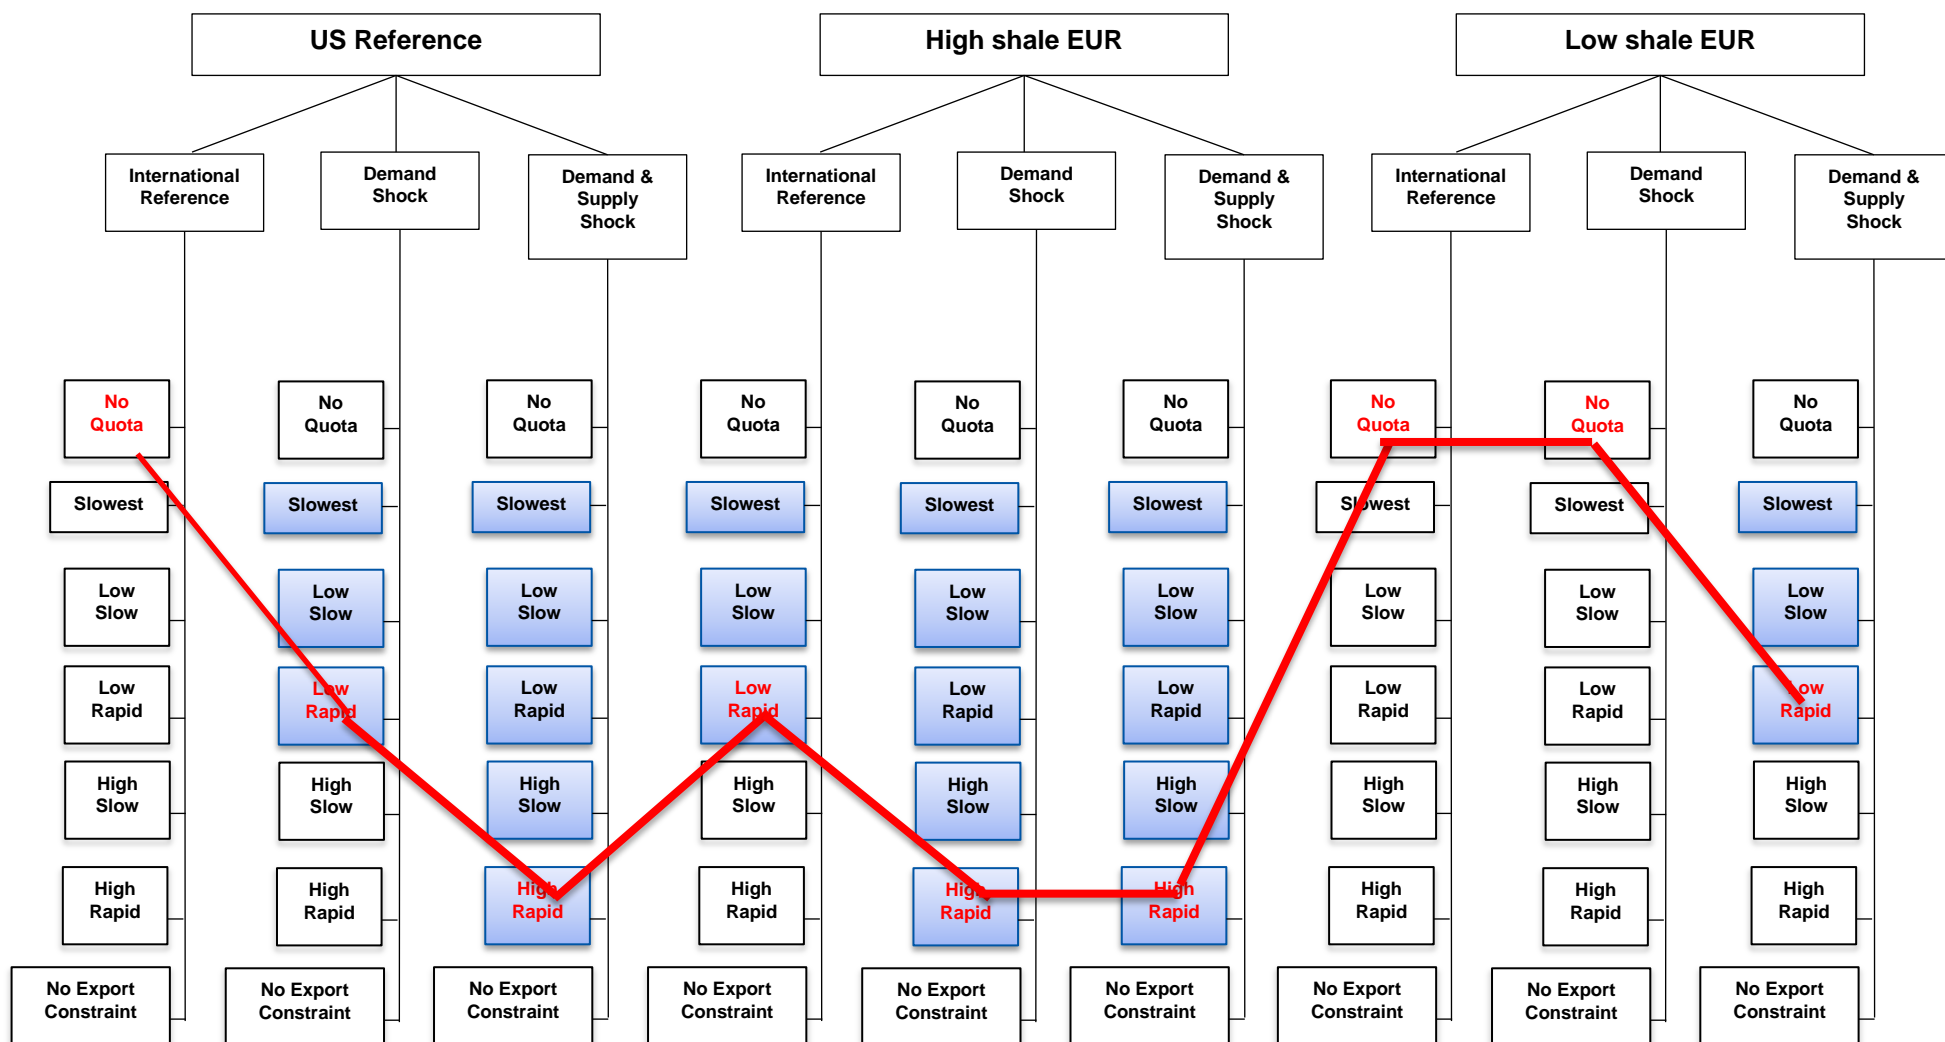 US Reference
High shale EUR
Low shale EUR
International
Reference
Demand
Shock
Demand &
Supply
Shock
International
Reference
Demand
Shock
Demand &
Supply
Shock
International
Reference
Demand
Shock
Demand &
Supply
Shock
No
Quota
No
Quota
No
Quota
No
Quota
No
Quota
No
Quota
No
Quota
No
Quota
No
Quota
Slowest
Slowest
Slowest
Slowest
Slowest
Slowest
Slowest
Slowest
Slowest
Low
Slow
Low
Slow
Low
Slow
Low
Slow
Low
Slow
Low
Slow
Low
Slow
Low
Slow
Low
Slow
Low
Rapid
Low
Rapid
Low
Rapid
Low
Rapid
Low
Rapid
Low
Rapid
Low
Rapid
Low
Rapid
Low
Rapid
High
Slow
High
Slow
High
Slow
High
Slow
High
Slow
High
Slow
High
Slow
High
Slow
High
Slow
High
Rapid
High
Rapid
High
Rapid
High
Rapid
High
Rapid
High
Rapid
High
Rapid
High
Rapid
High
Rapid
No Export
Constraint
No Export
Constraint
No Export
Constraint
No Export
Constraint
No Export
Constraint
No Export
Constraint
No Export
Constraint
No Export
Constraint
No Export
Constraint